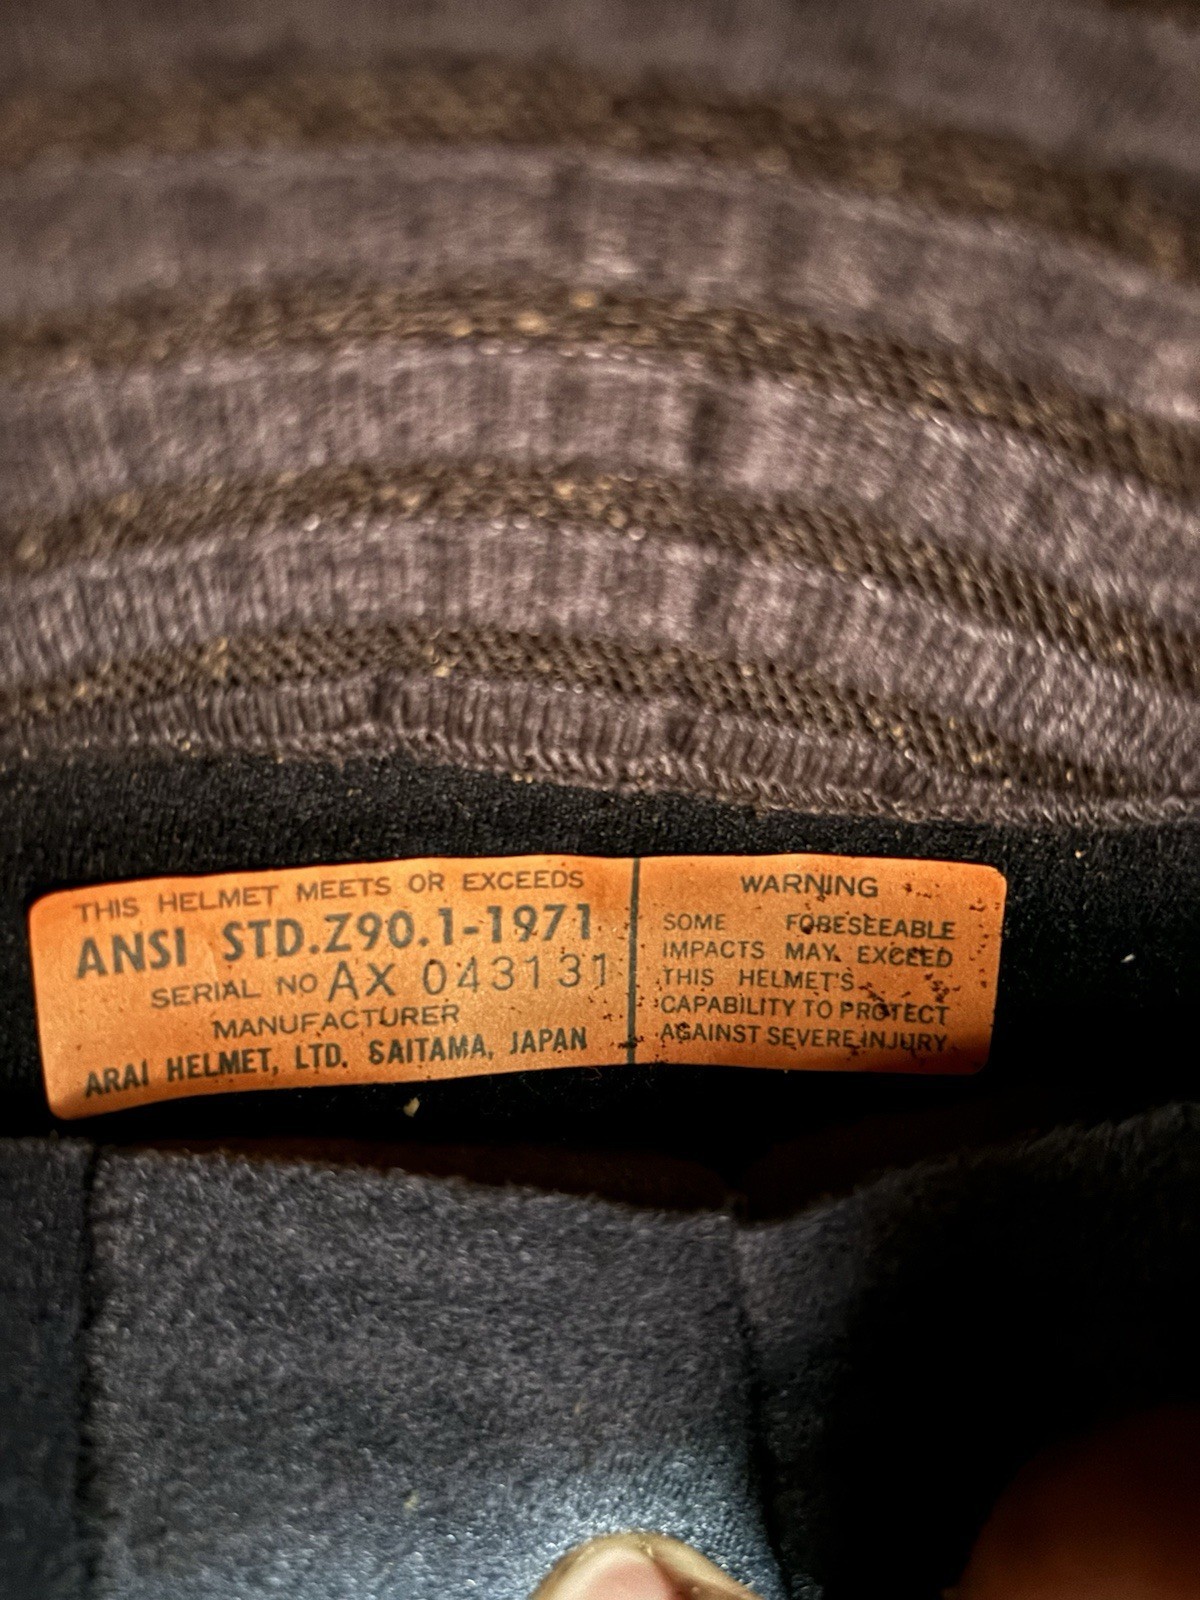 THIS HELMET MEETS OR EXCEEDS
ANSI STD.Z90.1-1971
SERIAL NO AX 043131
MANUFACTURER
ARAI HELMET, LTD. SAITAMA, JAPAN
WARNING
SOME FORESEEABLE
IMPACTS MAY EXCEED
THIS HELMET'S
CAPABILITY TO PROTECT
AGAINST SEVERE INJURY